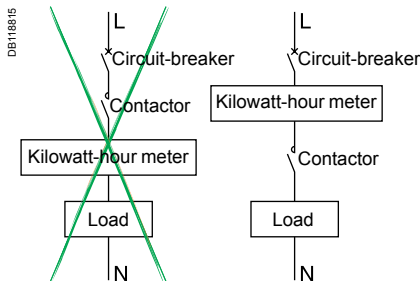 DB118815
L
Circuit-breaker
Contactor
Kilowatt-hour meter
Load
N
L
Circuit-breaker
Kilowatt-hour meter
Contactor
Load
N